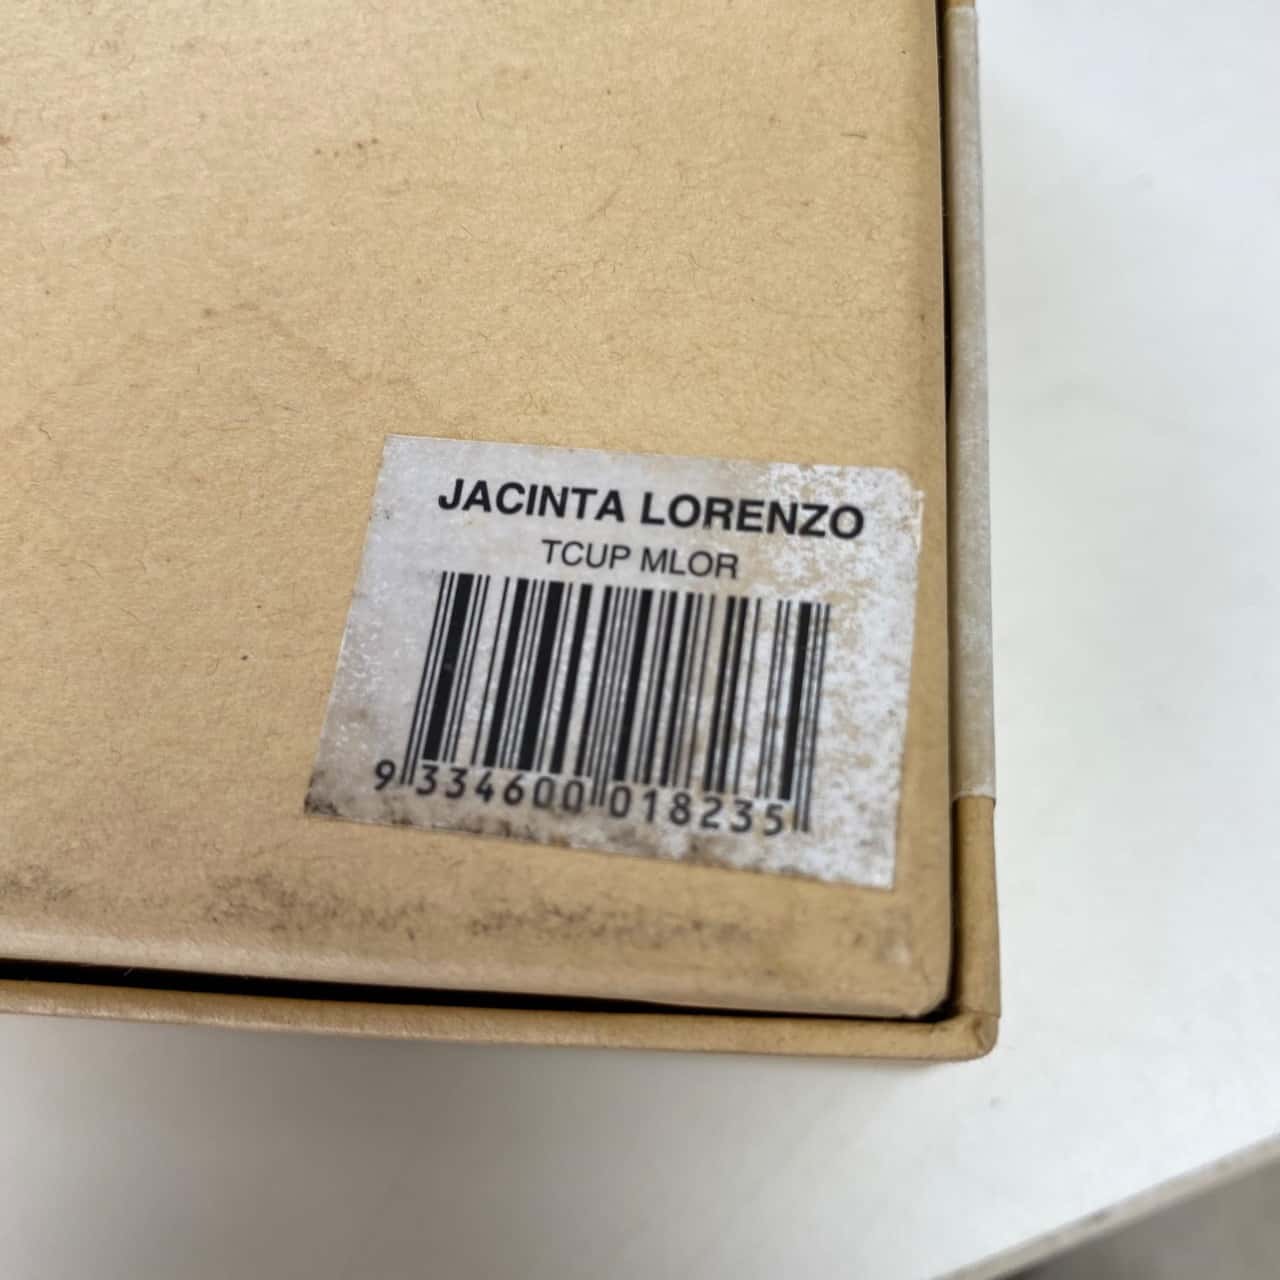 JACINTA LORENZO
TCUP MLOR
9 334600 018235